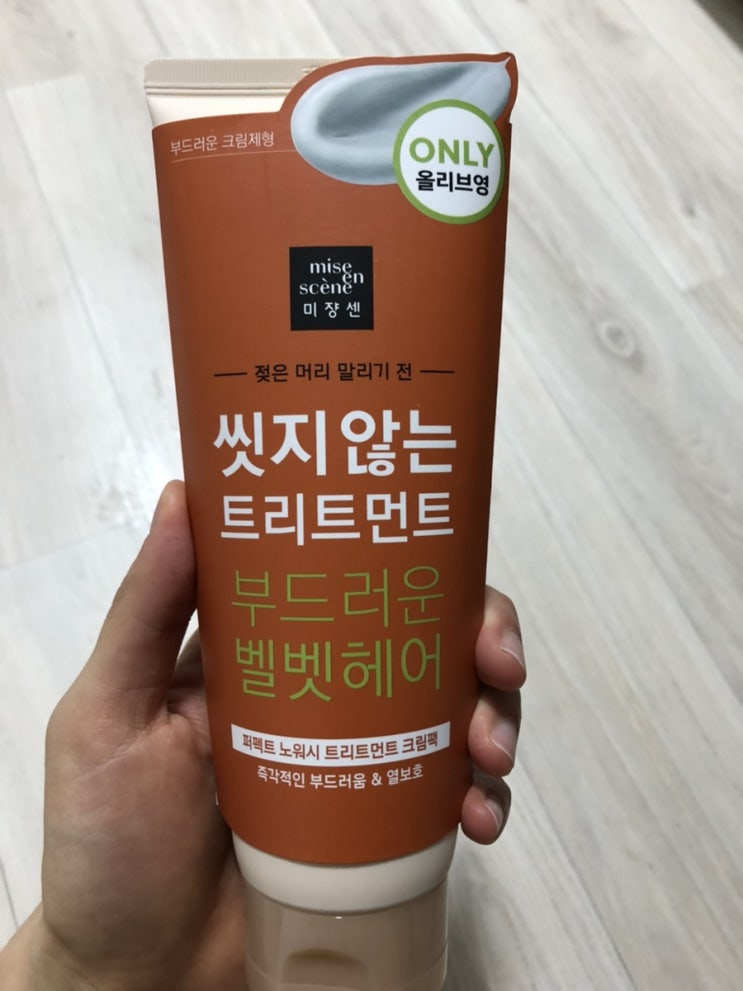 부드러운 크림제형
ONLY
올리브영
mise
en
scène
미쟝센
젖은 머리 말리기 전
씻지 않는
트리트먼트
부드러운
벨벳헤어
퍼펙트 노워시 트리트먼트 크림팩
즉각적인 부드러움 & 열보호